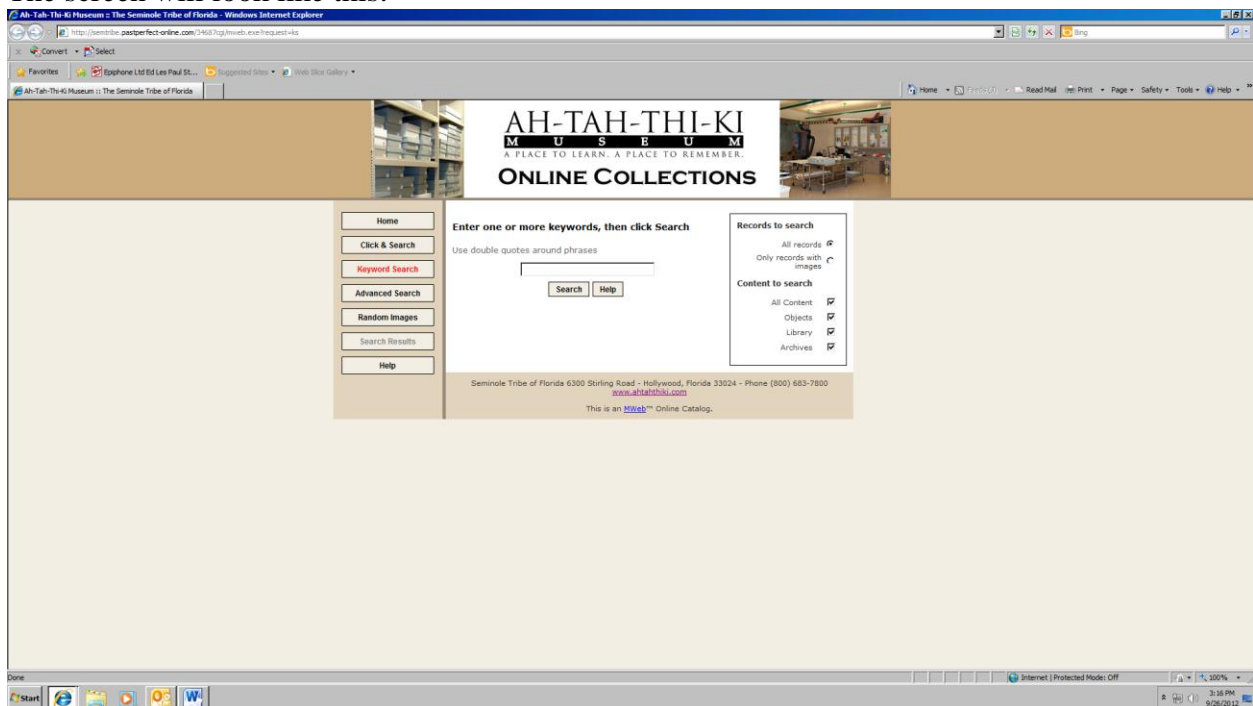 The screen will look like this:
Ah-Tah-Thi-Ki Museum :: The Seminole Tribe of Florida - Windows Internet Explorer
http://semtribe.pastperfect-online.com/34687cgi/mweb.exe?request=ks
Bing
x Convert Select
Favorites Epiphone Ltd Ed Les Paul St... Suggested Sites Web Slice Gallery
Ah-Tah-Thi-Ki Museum :: The Seminole Tribe of Florida
Home Read Mail Print Page Safety Tools Help
AH-TAH-THI-KI
MUSEUM
A PLACE TO LEARN. A PLACE TO REMEMBER.
ONLINE COLLECTIONS
Home
Click & Search
Keyword Search
Advanced Search
Random Images
Search Results
Help
Enter one or more keywords, then click Search
Use double quotes around phrases
Search Help
Records to search
All records
Only records with
images
Content to search
All Content
Objects
Library
Archives
Seminole Tribe of Florida 6300 Stirling Road - Hollywood, Florida 33024 - Phone (800) 683-7800
www.ahtahthiki.com
This is an MWeb™ Online Catalog.
Done
Internet | Protected Mode: Off
100%
Start
3:16 PM
9/26/2012